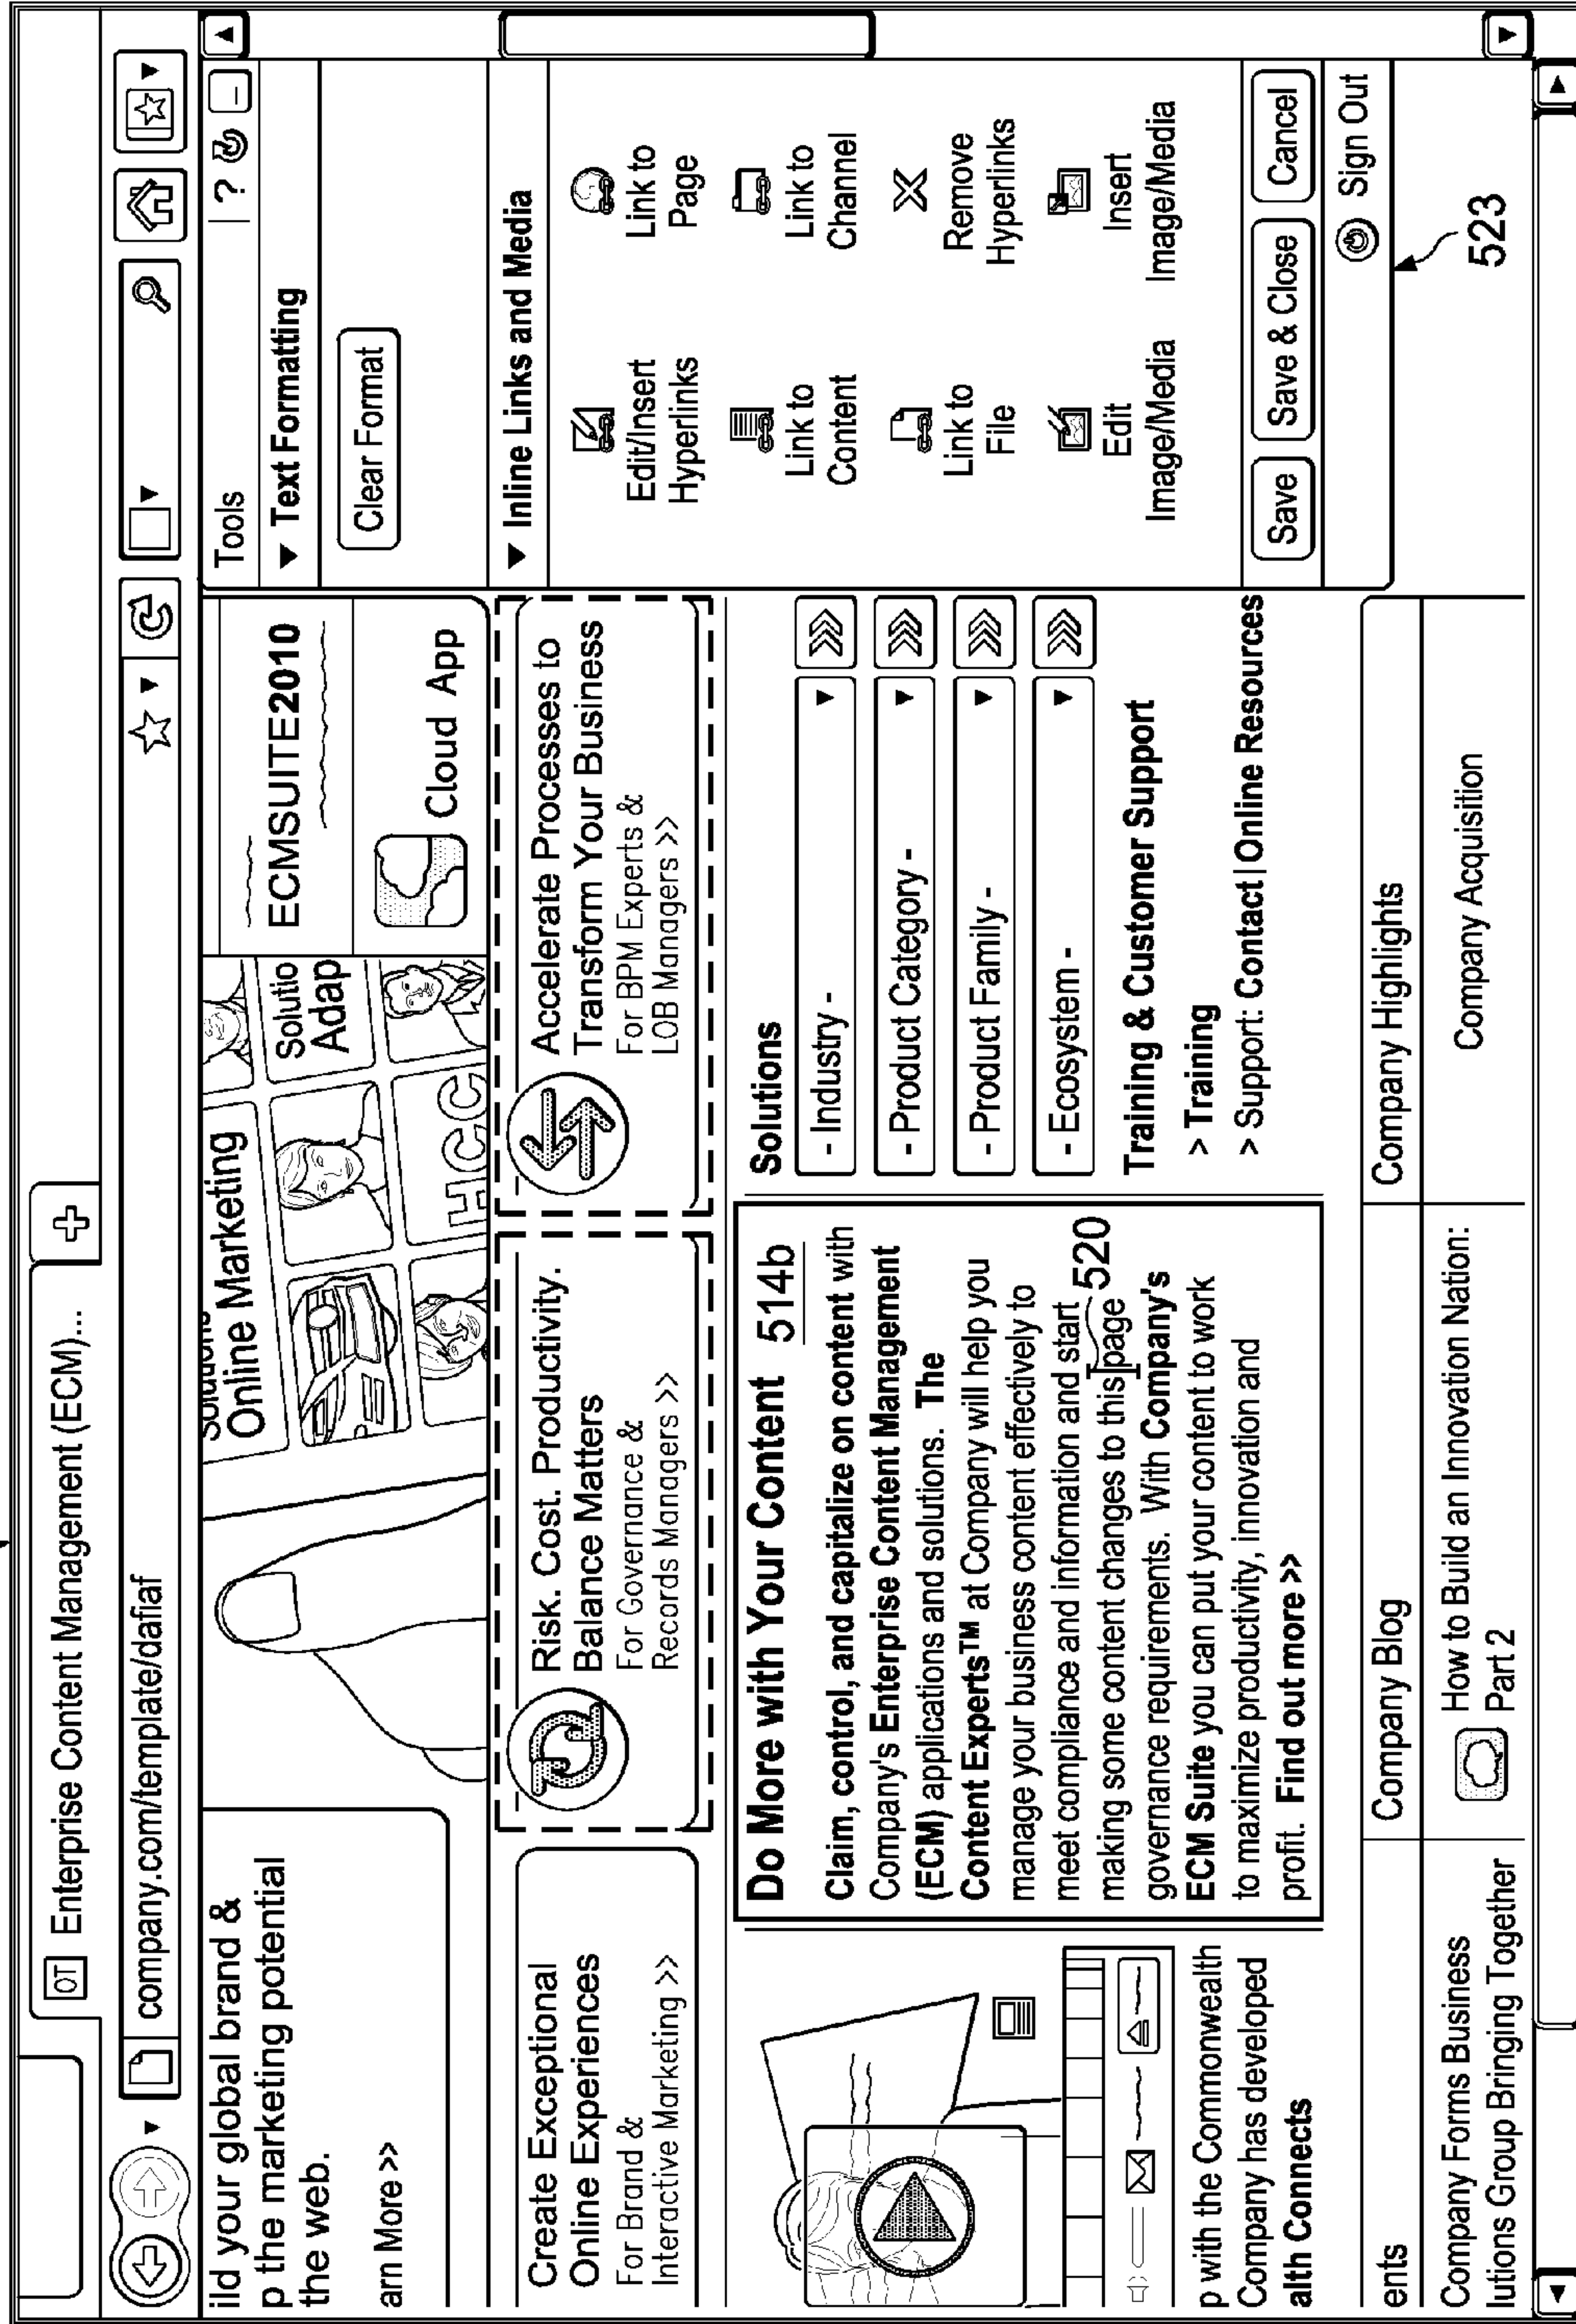 OT Enterprise Content Management (ECM)...
company.com/template/dafiaf
ild your global brand &
p the marketing potential
the web.
arn More >>
Online Marketing
Solutio
Adap
HCC
ECMSUITE2010
Cloud App
Create Exceptional
Online Experiences
For Brand &
Interactive Marketing >>
Risk. Cost. Productivity.
Balance Matters
For Governance &
Records Managers >>
Accelerate Processes to
Transform Your Business
For BPM Experts &
LOB Managers >>
p with the Commonwealth
Company has developed
alth Connects
Do More with Your Content 514b
Claim, control, and capitalize on content with
Company's Enterprise Content Management
(ECM) applications and solutions. The
Content Experts™ at Company will help you
manage your business content effectively to
meet compliance and information and start
making some content changes to this page
520
governance requirements. With Company's
ECM Suite you can put your content to work
to maximize productivity, innovation and
profit. Find out more >>
Solutions
- Industry -
- Product Category -
- Product Family -
- Ecosystem -
Training & Customer Support
> Training
> Support: Contact|Online Resources
ents
Company Forms Business
lutions Group Bringing Together
Company Blog
How to Build an Innovation Nation:
Part 2
Company Highlights
Company Acquisition
Tools ?
Text Formatting
Clear Format
Inline Links and Media
Edit/Insert
Hyperlinks
Link to
Page
Link to
Content
Link to
Channel
Link to
File
Remove
Hyperlinks
Edit
Image/Media
Insert
Image/Media
Save Save & Close Cancel
Sign Out
523